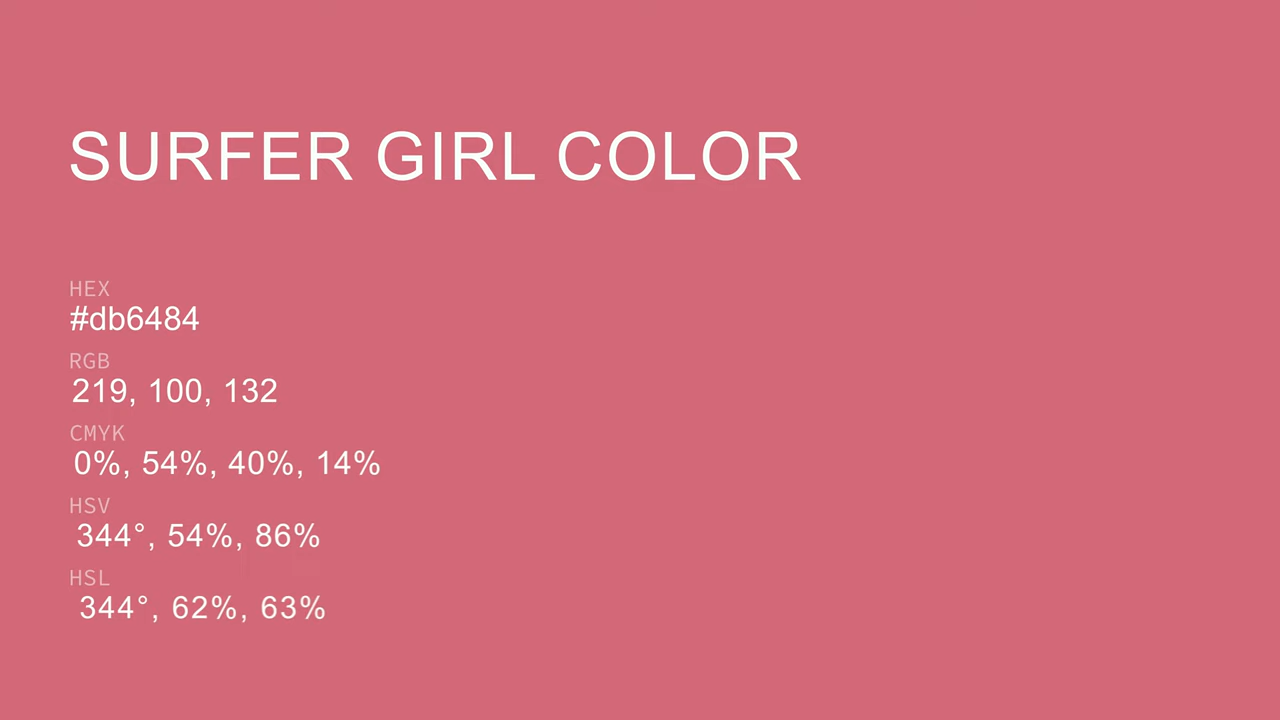 SURFER GIRL COLOR
HEX
#db6484
RGB
219, 100, 132
CMYK
0%, 54%, 40%, 14%
HSV
344°, 54%, 86%
HSL
344°, 62%, 63%